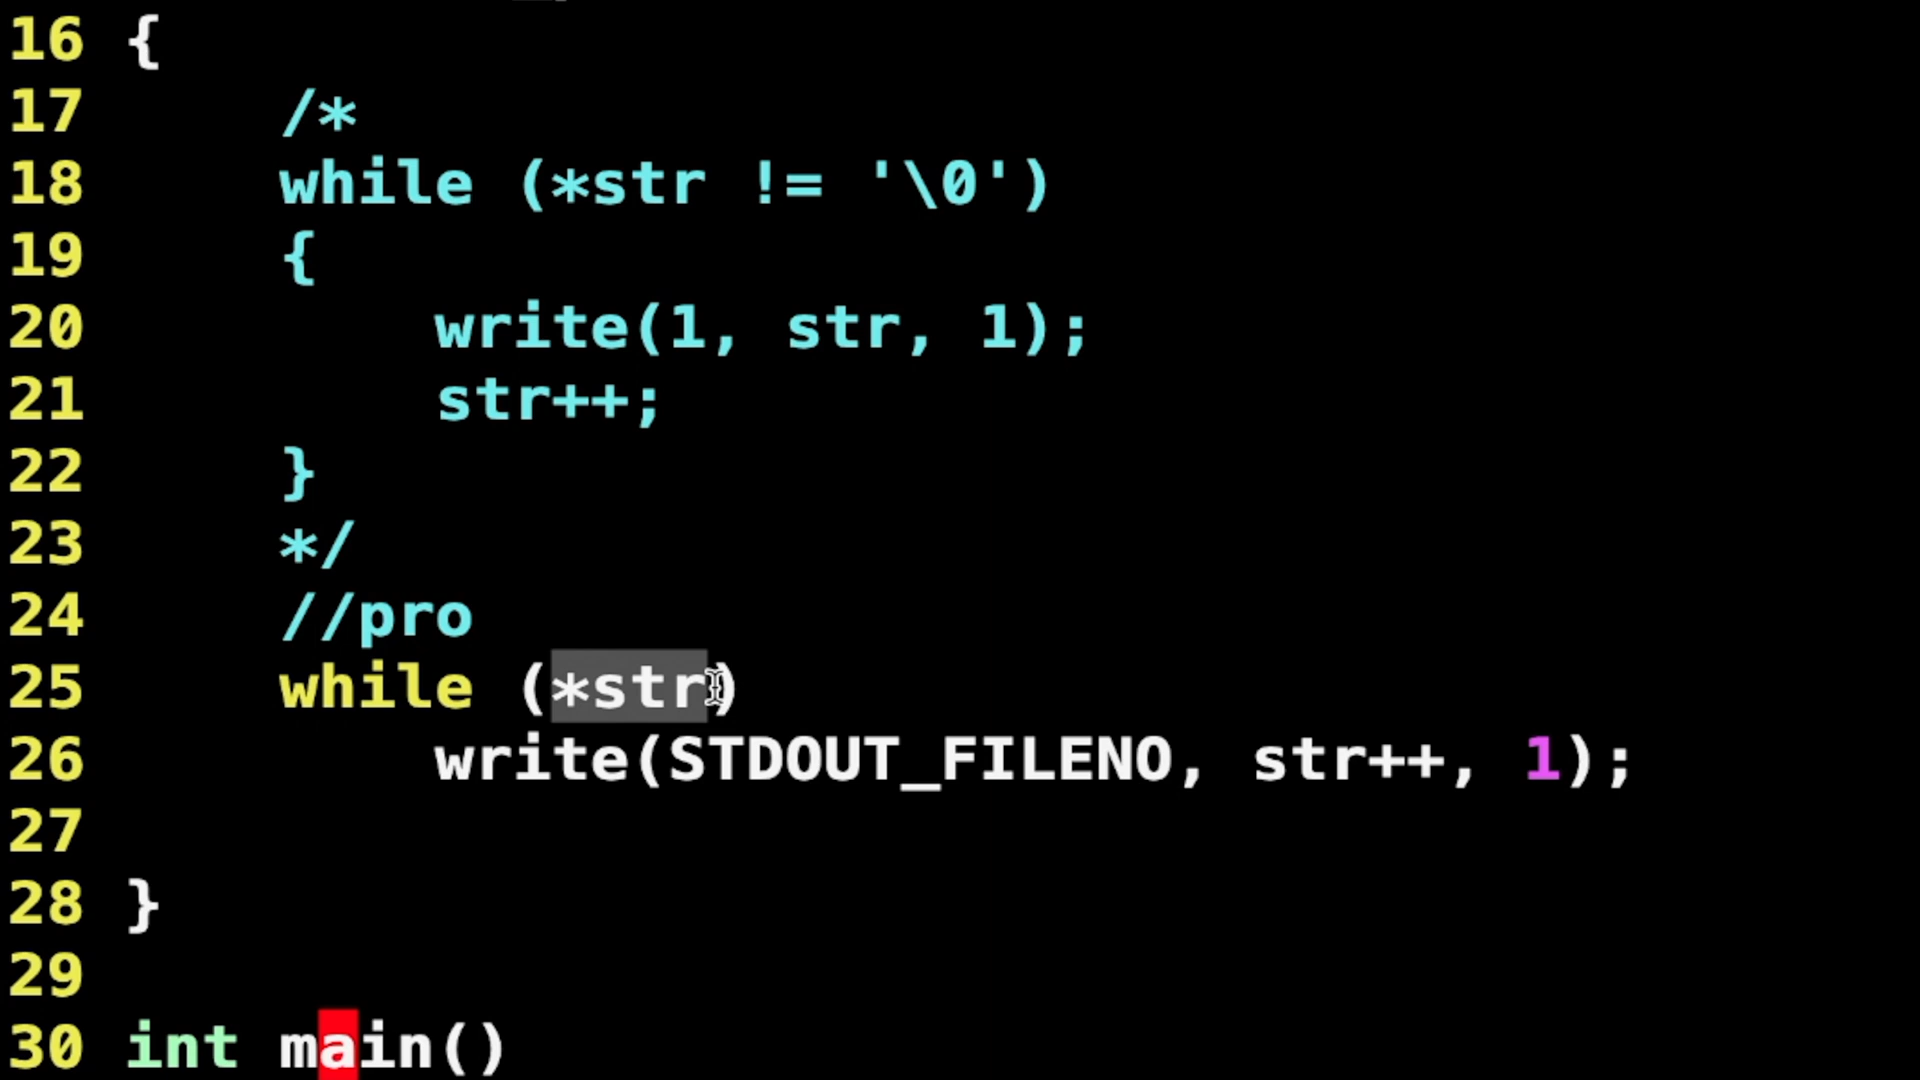 16 {
17     /*
18     while (*str != '\0')
19     {
20         write(1, str, 1);
21         str++;
22     }
23     */
24     //pro
25     while (*str)
26         write(STDOUT_FILENO, str++, 1);
27
28 }
29
30 int main()